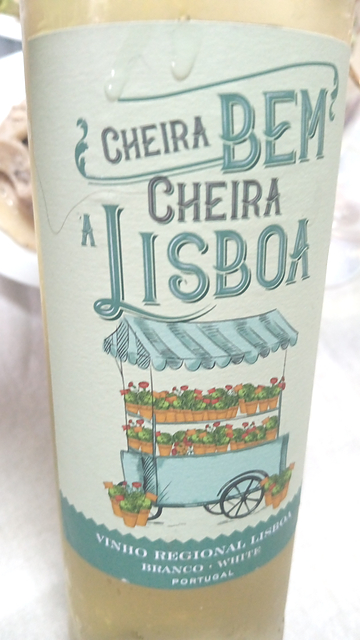 CHEIRA BEM
CHEIRA
A LISBOA
VINHO REGIONAL LISBOA
BRANCO · WHITE
PORTUGAL